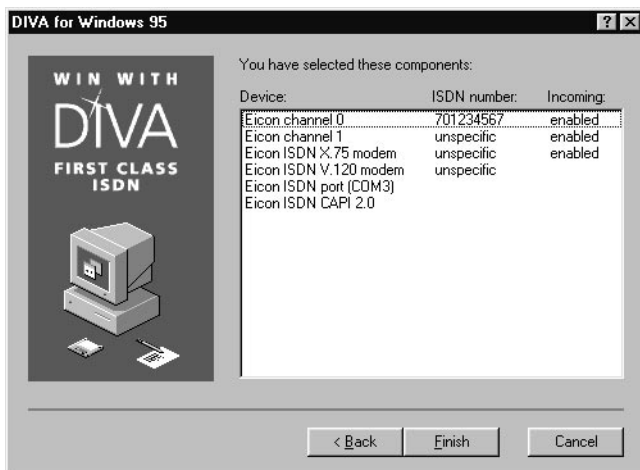 DIVA for Windows 95
WIN WITH
DIVA
FIRST CLASS
ISDN
You have selected these components:
Device: ISDN number: Incoming:
Eicon channel 0 701234567 enabled
Eicon channel 1 unspecific enabled
Eicon ISDN X.75 modem unspecific enabled
Eicon ISDN V.120 modem unspecific
Eicon ISDN port (COM3)
Eicon ISDN CAPI 2.0
< Back Finish Cancel